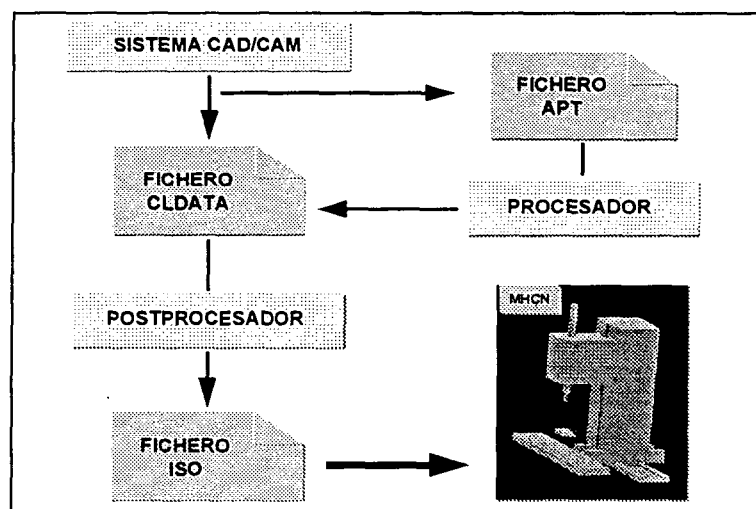 SISTEMA CAD/CAM
FICHERO
APT
FICHERO
CLDATA
PROCESADOR
POSTPROCESADOR
MHCN
FICHERO
ISO